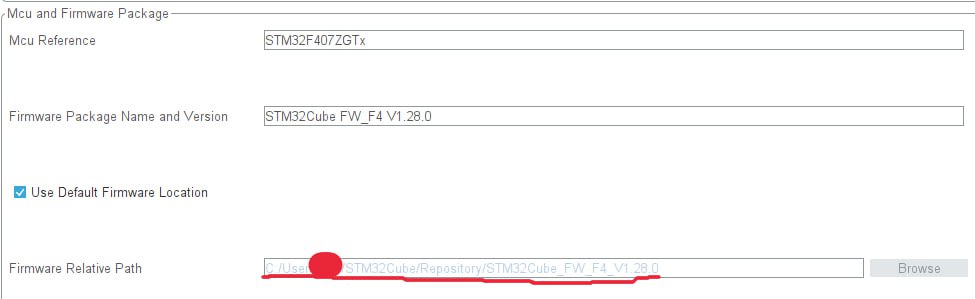 Mcu and Firmware Package
Mcu Reference
STM32F407ZGTx
Firmware Package Name and Version
STM32Cube FW_F4 V1.28.0
Use Default Firmware Location
Firmware Relative Path
C:/User /STM32Cube/Repository/STM32Cube_FW_F4_V1.28.0
Browse